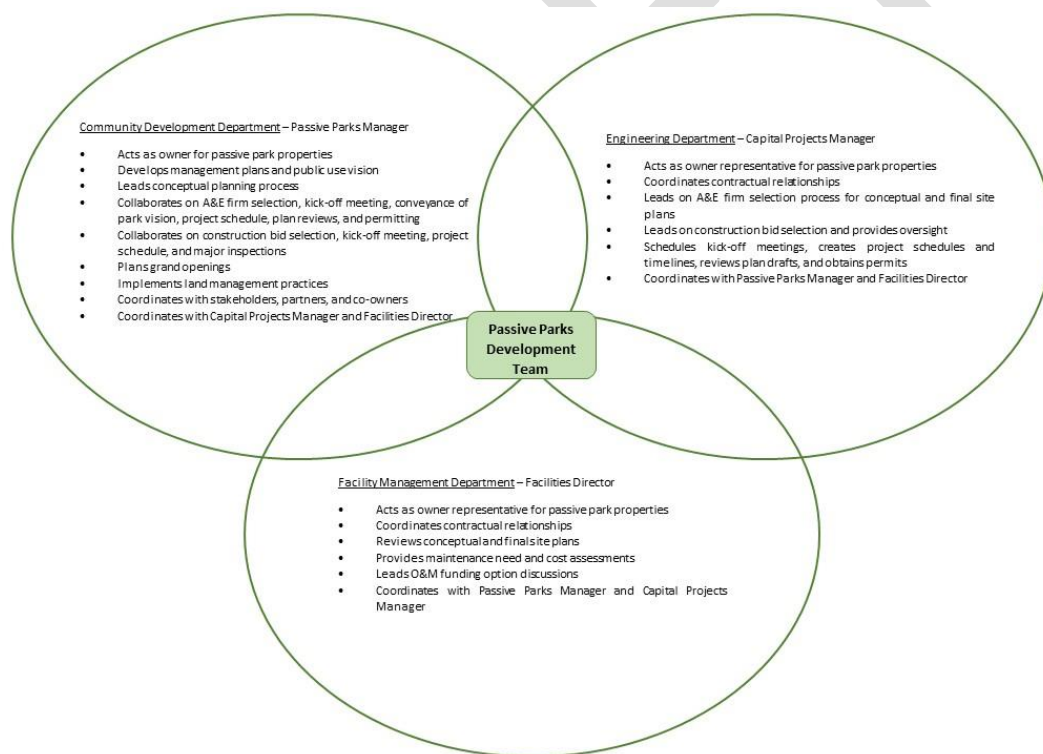 Community Development Department – Passive Parks Manager
• Acts as owner for passive park properties
• Develops management plans and public use vision
• Leads conceptual planning process
• Collaborates on A&E firm selection, kick-off meeting, conveyance of
park vision, project schedule, plan reviews, and permitting
• Collaborates on construction bid selection, kick-off meeting, project
schedule, and major inspections
• Plans grand openings
• Implements land management practices
• Coordinates with stakeholders, partners, and co-owners
• Coordinates with Capital Projects Manager and Facilities Director
Engineering Department – Capital Projects Manager
• Acts as owner representative for passive park properties
• Coordinates contractual relationships
• Leads on A&E firm selection process for conceptual and final site
plans
• Leads on construction bid selection and provides oversight
• Schedules kick-off meetings, creates project schedules and
timelines, reviews plan drafts, and obtains permits
• Coordinates with Passive Parks Manager and Facilities Director
Passive Parks
Development
Team
Facility Management Department – Facilities Director
• Acts as owner representative for passive park properties
• Coordinates contractual relationships
• Reviews conceptual and final site plans
• Provides maintenance need and cost assessments
• Leads O&M funding option discussions
• Coordinates with Passive Parks Manager and Capital Projects
Manager